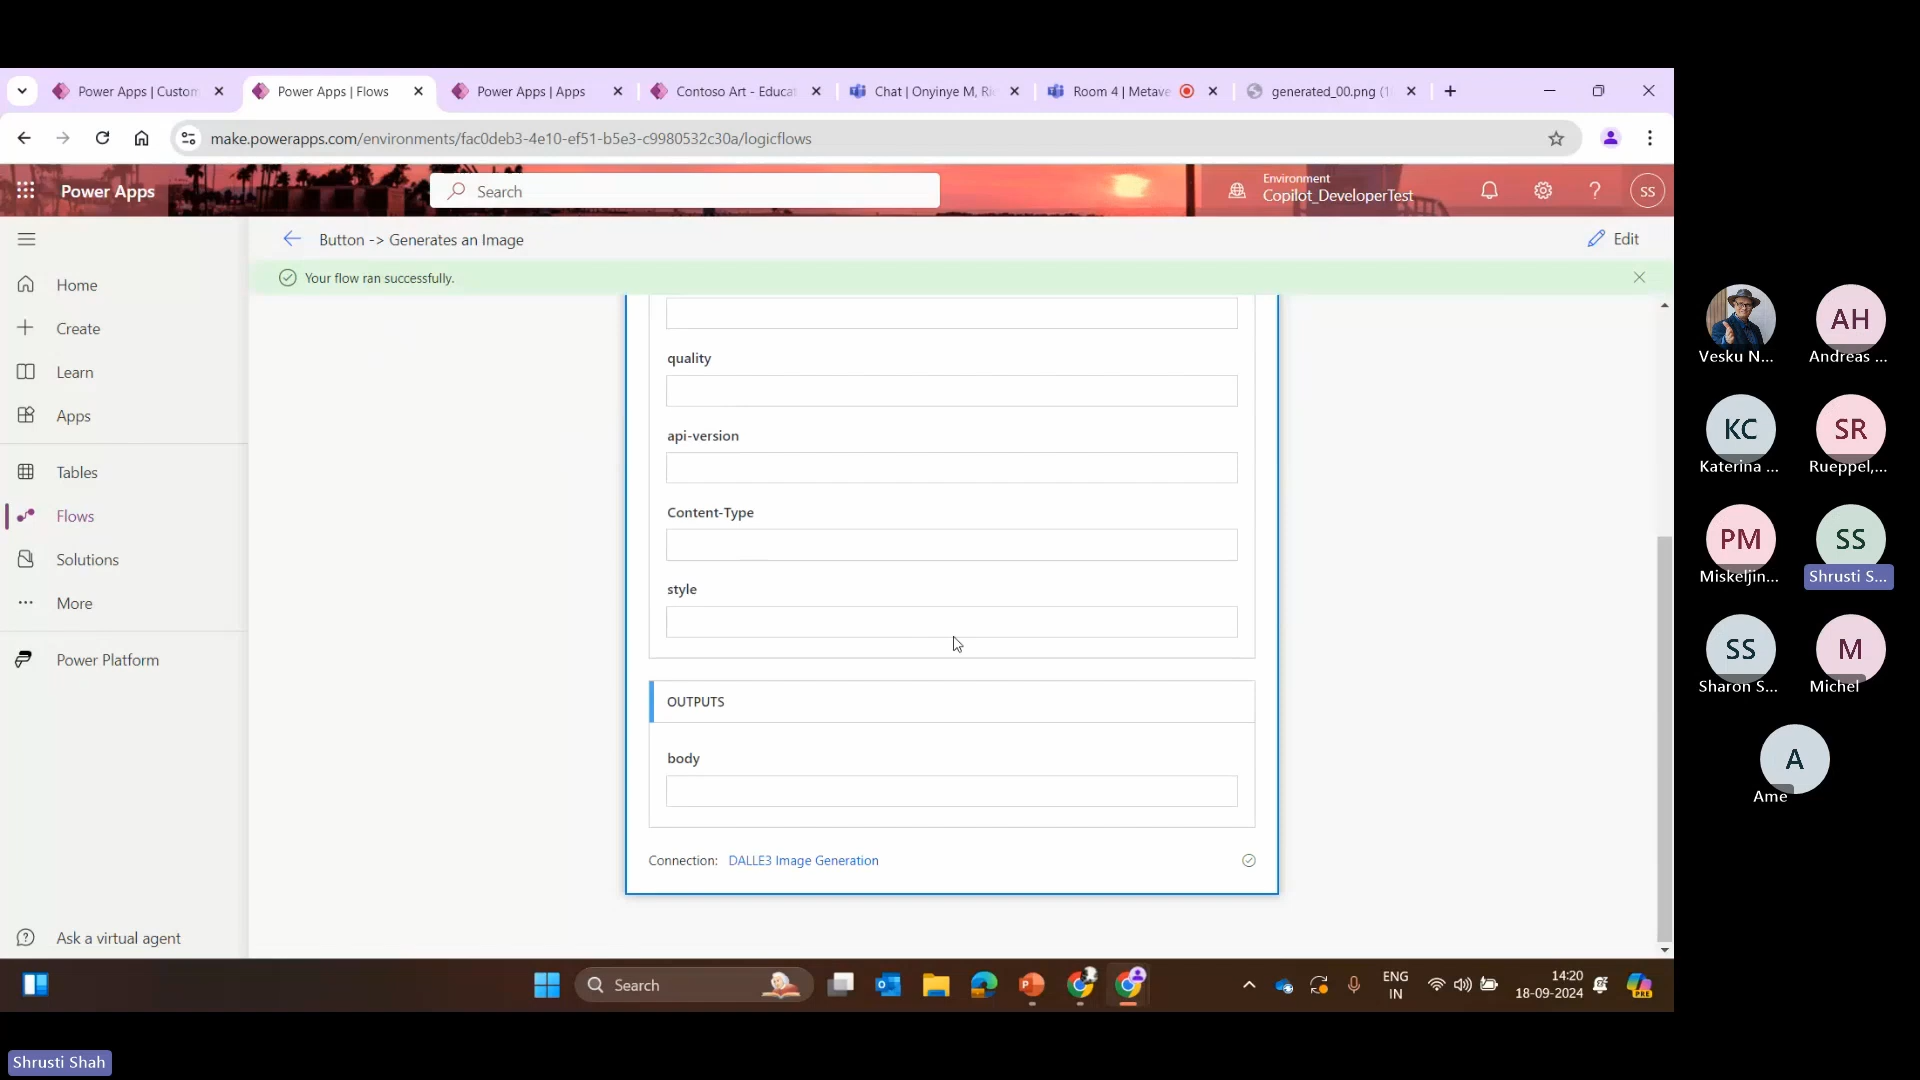 Power Apps | Custom
Power Apps | Flows
Power Apps | Apps
Contoso Art - Educat
Chat | Onyinye M, Ri
Room 4 | Metave
generated_00.png (1
make.powerapps.com/environments/fac0deb3-4e10-ef51-b5e3-c9980532c30a/logicflows
Power Apps
Search
Environment
Copilot_DeveloperTest
SS
Button -> Generates an Image
Edit
Your flow ran successfully.
Home
Create
Learn
Apps
Tables
Flows
Solutions
More
Power Platform
Ask a virtual agent
quality
api-version
Content-Type
style
OUTPUTS
body
Connection: DALLE3 Image Generation
Vesku N...
AH
Andreas ...
KC
Katerina ...
SR
Rueppel,...
PM
Miskeljin...
SS
Shrusti S...
SS
Sharon S...
M
Michel
A
Ame
Search
ENG
IN
14:20
18-09-2024
PRE
Shrusti Shah